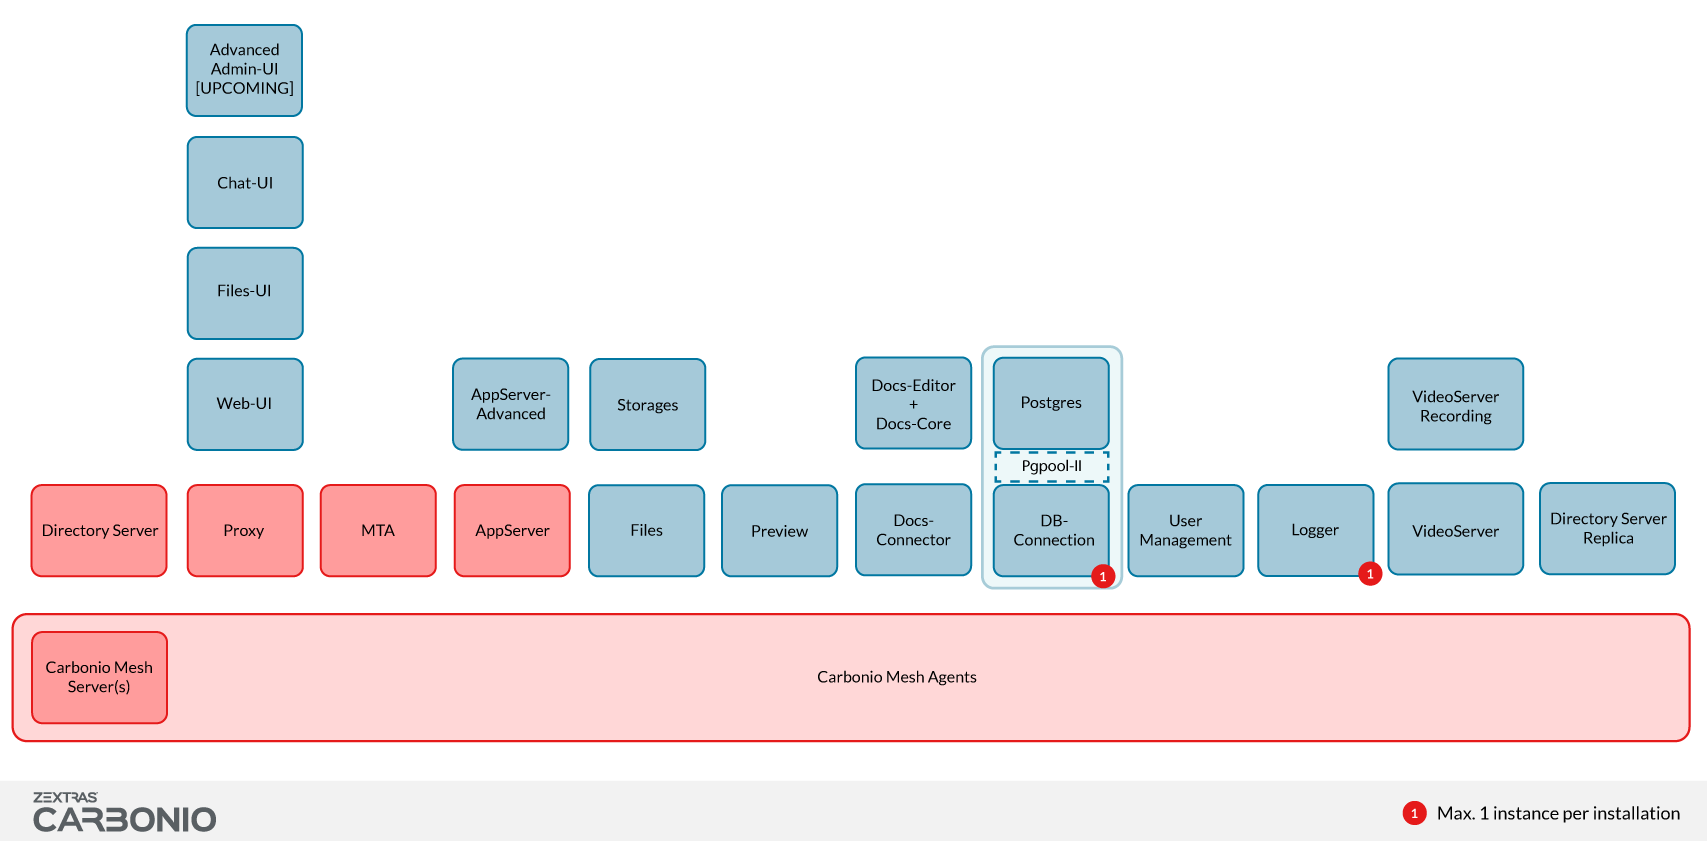 Advanced
Admin-UI
[UPCOMING]
Chat-UI
Files-UI
Web-UI
AppServer-
Advanced
Storages
Docs-Editor
+
Docs-Core
Postgres
VideoServer
Recording
Pgpool-II
Directory Server
Proxy
MTA
AppServer
Files
Preview
Docs-
Connector
DB-
Connection
1
User
Management
Logger
1
VideoServer
Directory Server
Replica
Carbonio Mesh
Server(s)
Carbonio Mesh Agents
ZEXTRAS
CARBONIO
1 Max. 1 instance per installation